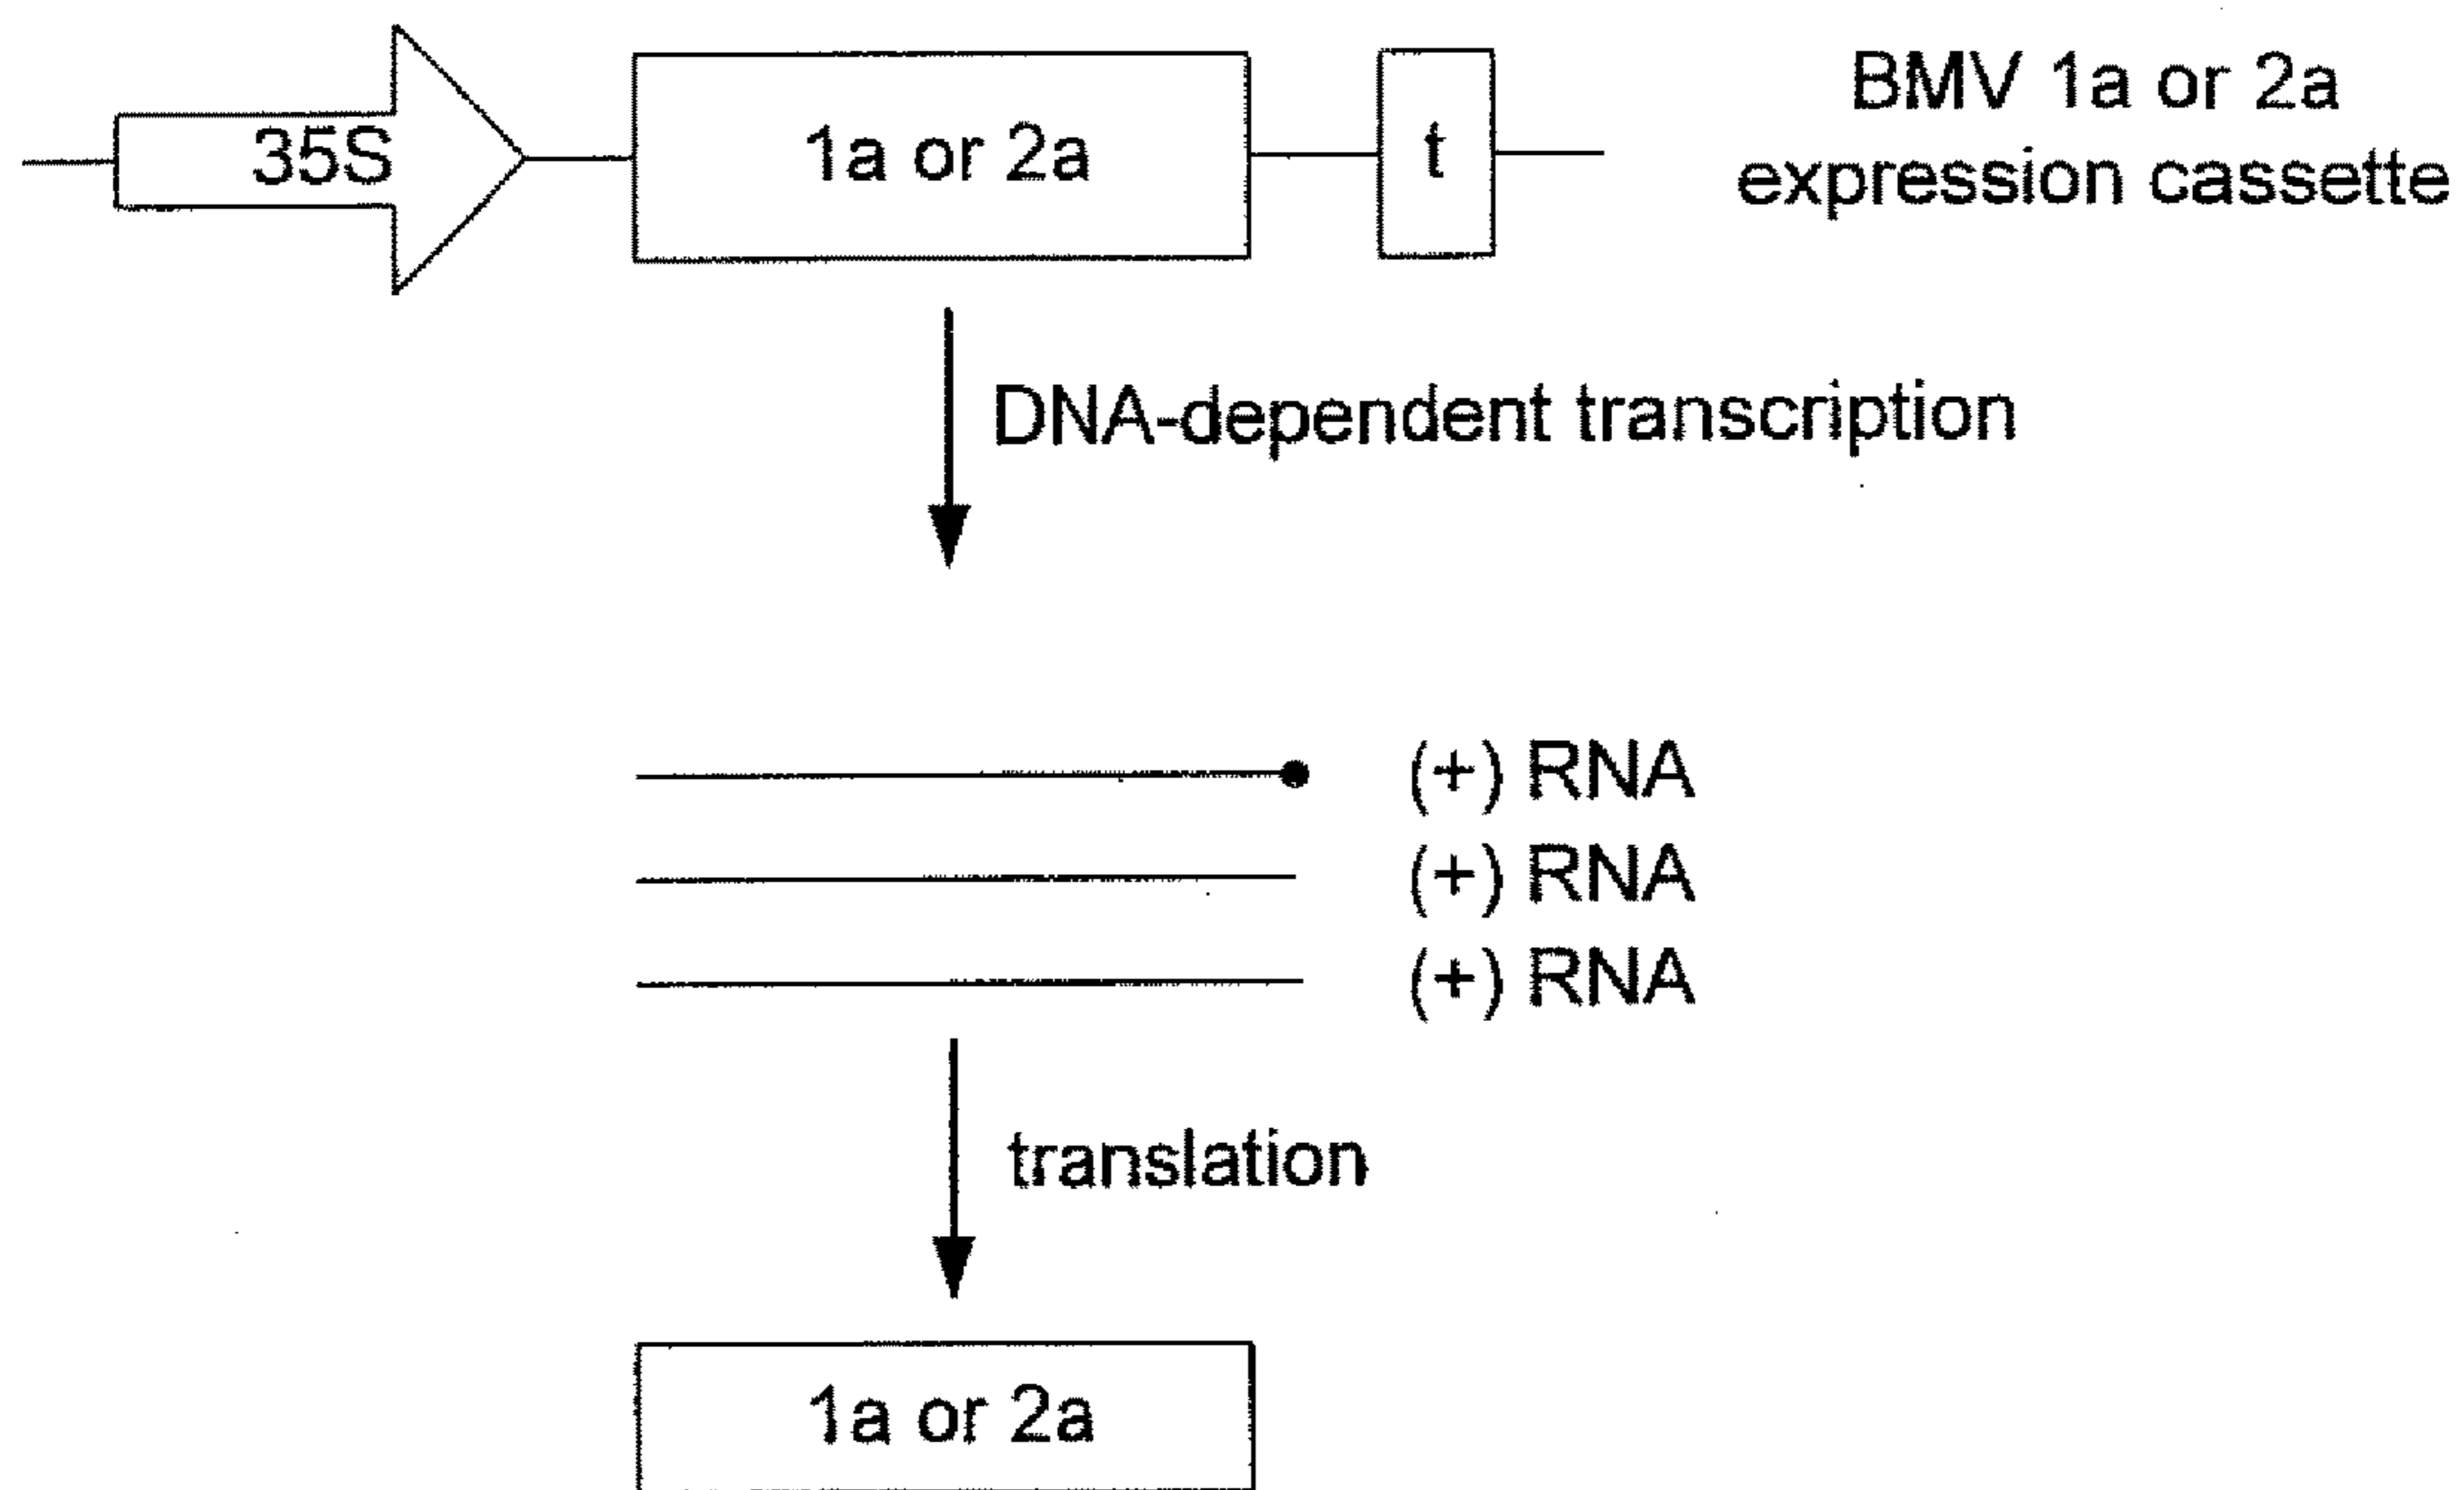 35S
1a or 2a
t
BMV 1a or 2a
expression cassette
DNA-dependent transcription
(+) RNA
(+) RNA
(+) RNA
translation
1a or 2a